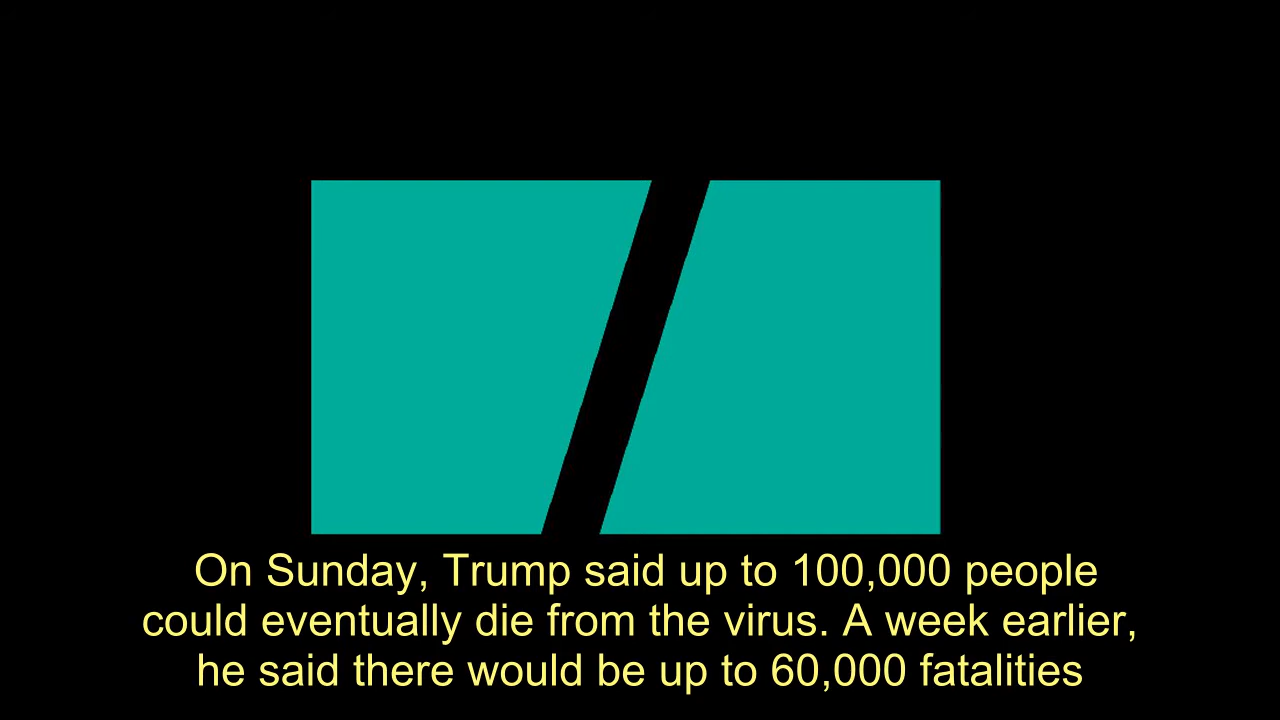 On Sunday, Trump said up to 100,000 people
could eventually die from the virus. A week earlier,
he said there would be up to 60,000 fatalities